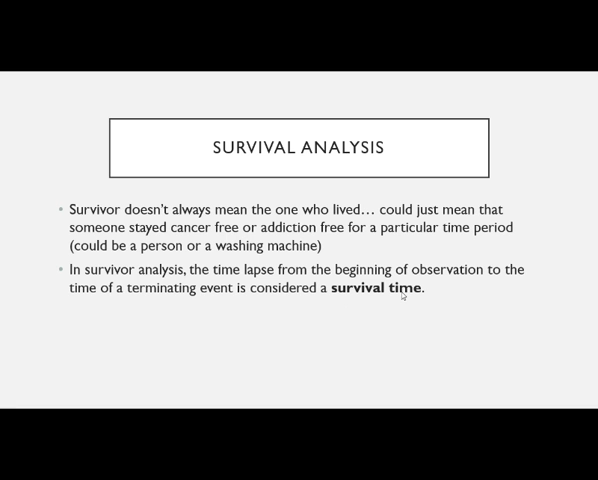 SURVIVAL ANALYSIS
• Survivor doesn't always mean the one who lived… could just mean that
someone stayed cancer free or addiction free for a particular time period
(could be a person or a washing machine)
• In survivor analysis, the time lapse from the beginning of observation to the
time of a terminating event is considered a survival time.